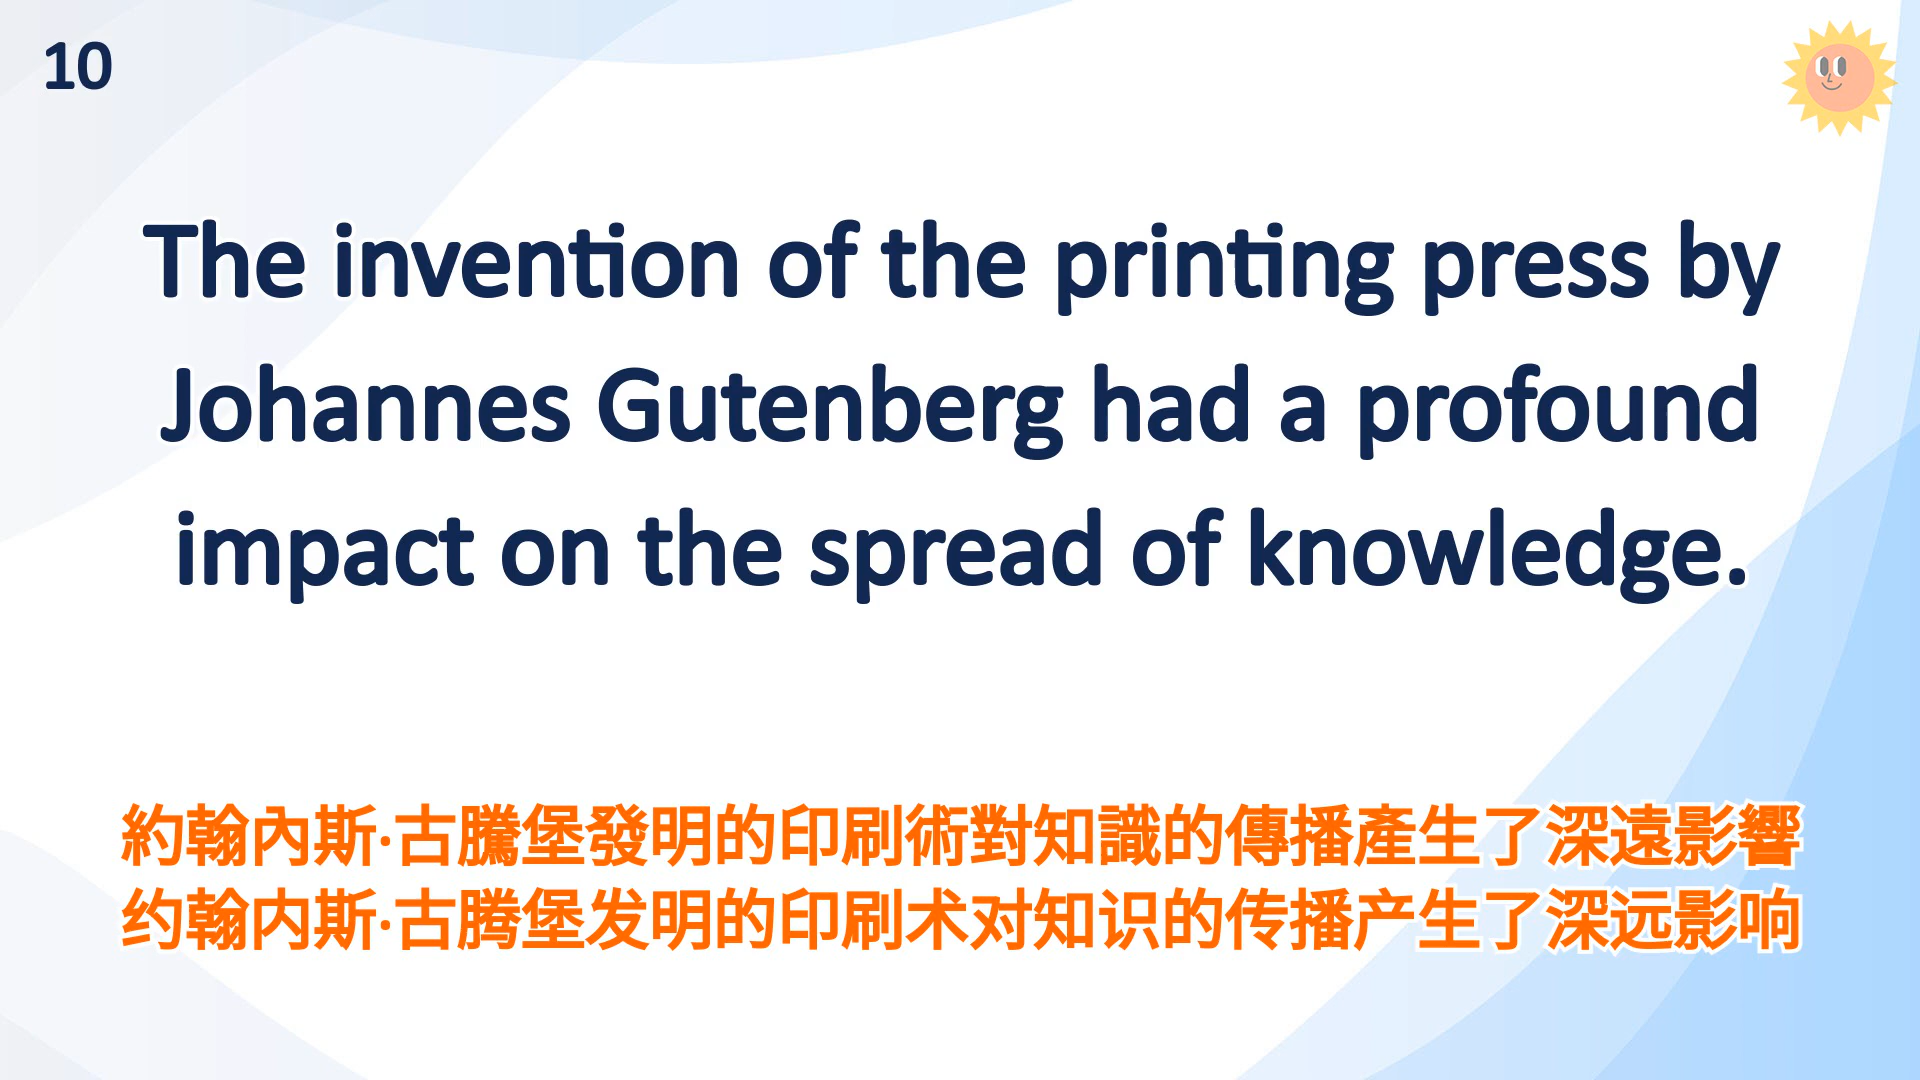 10
The invention of the printing press by
Johannes Gutenberg had a profound
impact on the spread of knowledge.
約翰內斯·古騰堡發明的印刷術對知識的傳播產生了深遠影響
约翰内斯·古腾堡发明的印刷术对知识的传播产生了深远影响